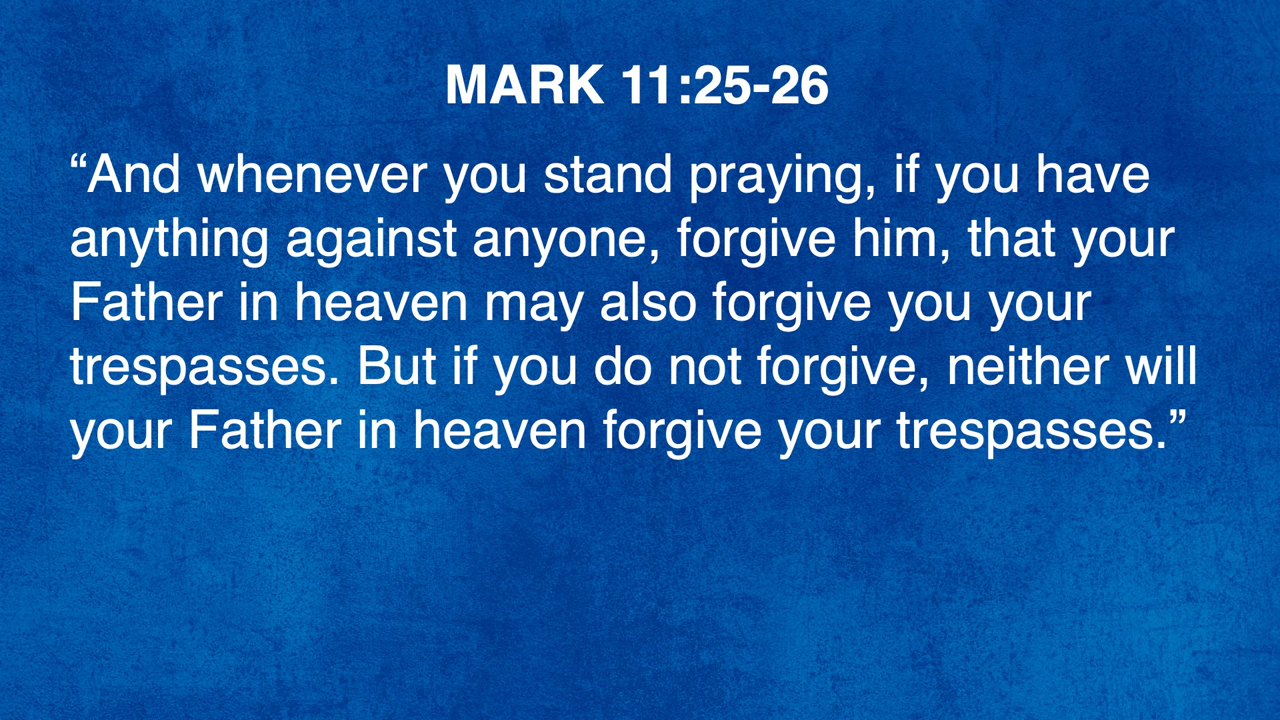 MARK 11:25-26
“And whenever you stand praying, if you have
anything against anyone, forgive him, that your
Father in heaven may also forgive you your
trespasses. But if you do not forgive, neither will
your Father in heaven forgive your trespasses.”